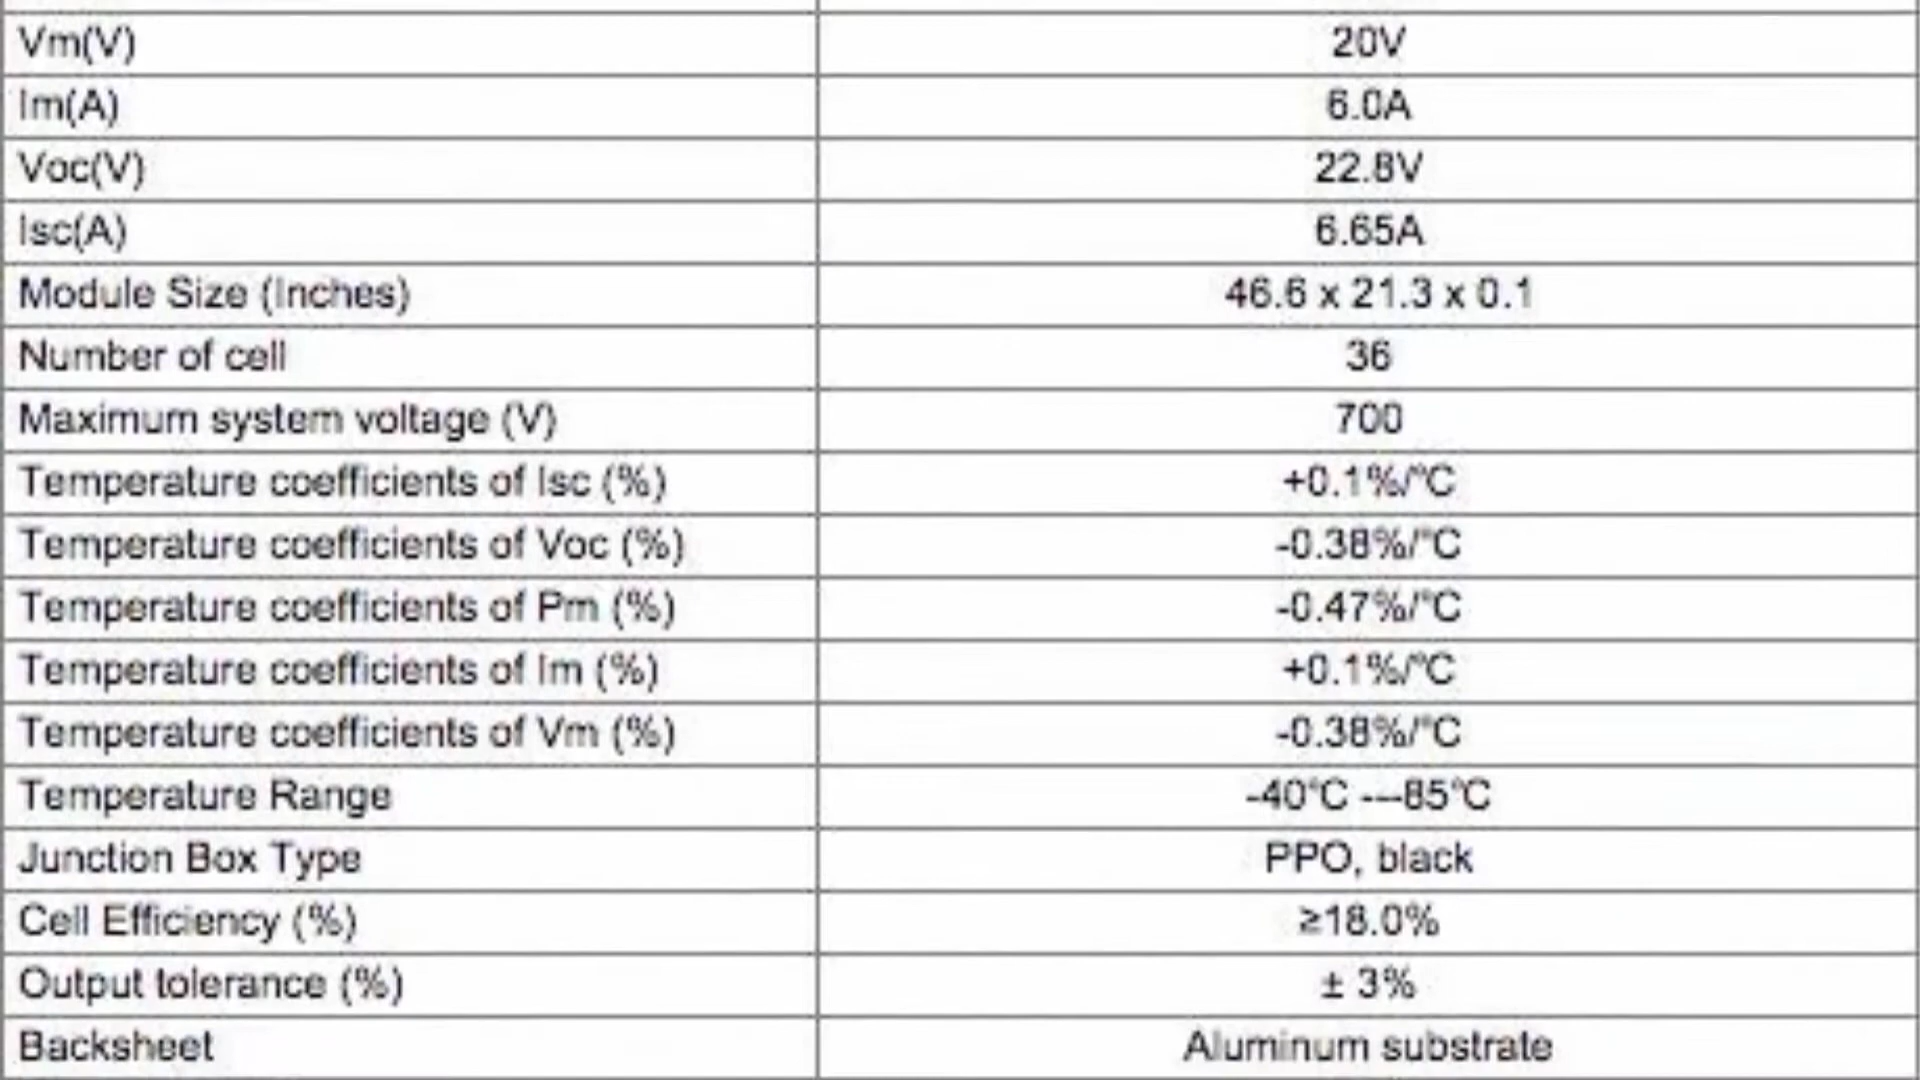 Vm(V) 20V
Im(A) 6.0A
Voc(V) 22.8V
Isc(A) 6.65A
Module Size (Inches) 46.6 x 21.3 x 0.1
Number of cell 36
Maximum system voltage (V) 700
Temperature coefficients of Isc (%) +0.1%/°C
Temperature coefficients of Voc (%) -0.38%/°C
Temperature coefficients of Pm (%) -0.47%/°C
Temperature coefficients of Im (%) +0.1%/°C
Temperature coefficients of Vm (%) -0.38%/°C
Temperature Range -40°C ---85°C
Junction Box Type PPO, black
Cell Efficiency (%) ≥18.0%
Output tolerance (%) ± 3%
Backsheet Aluminum substrate